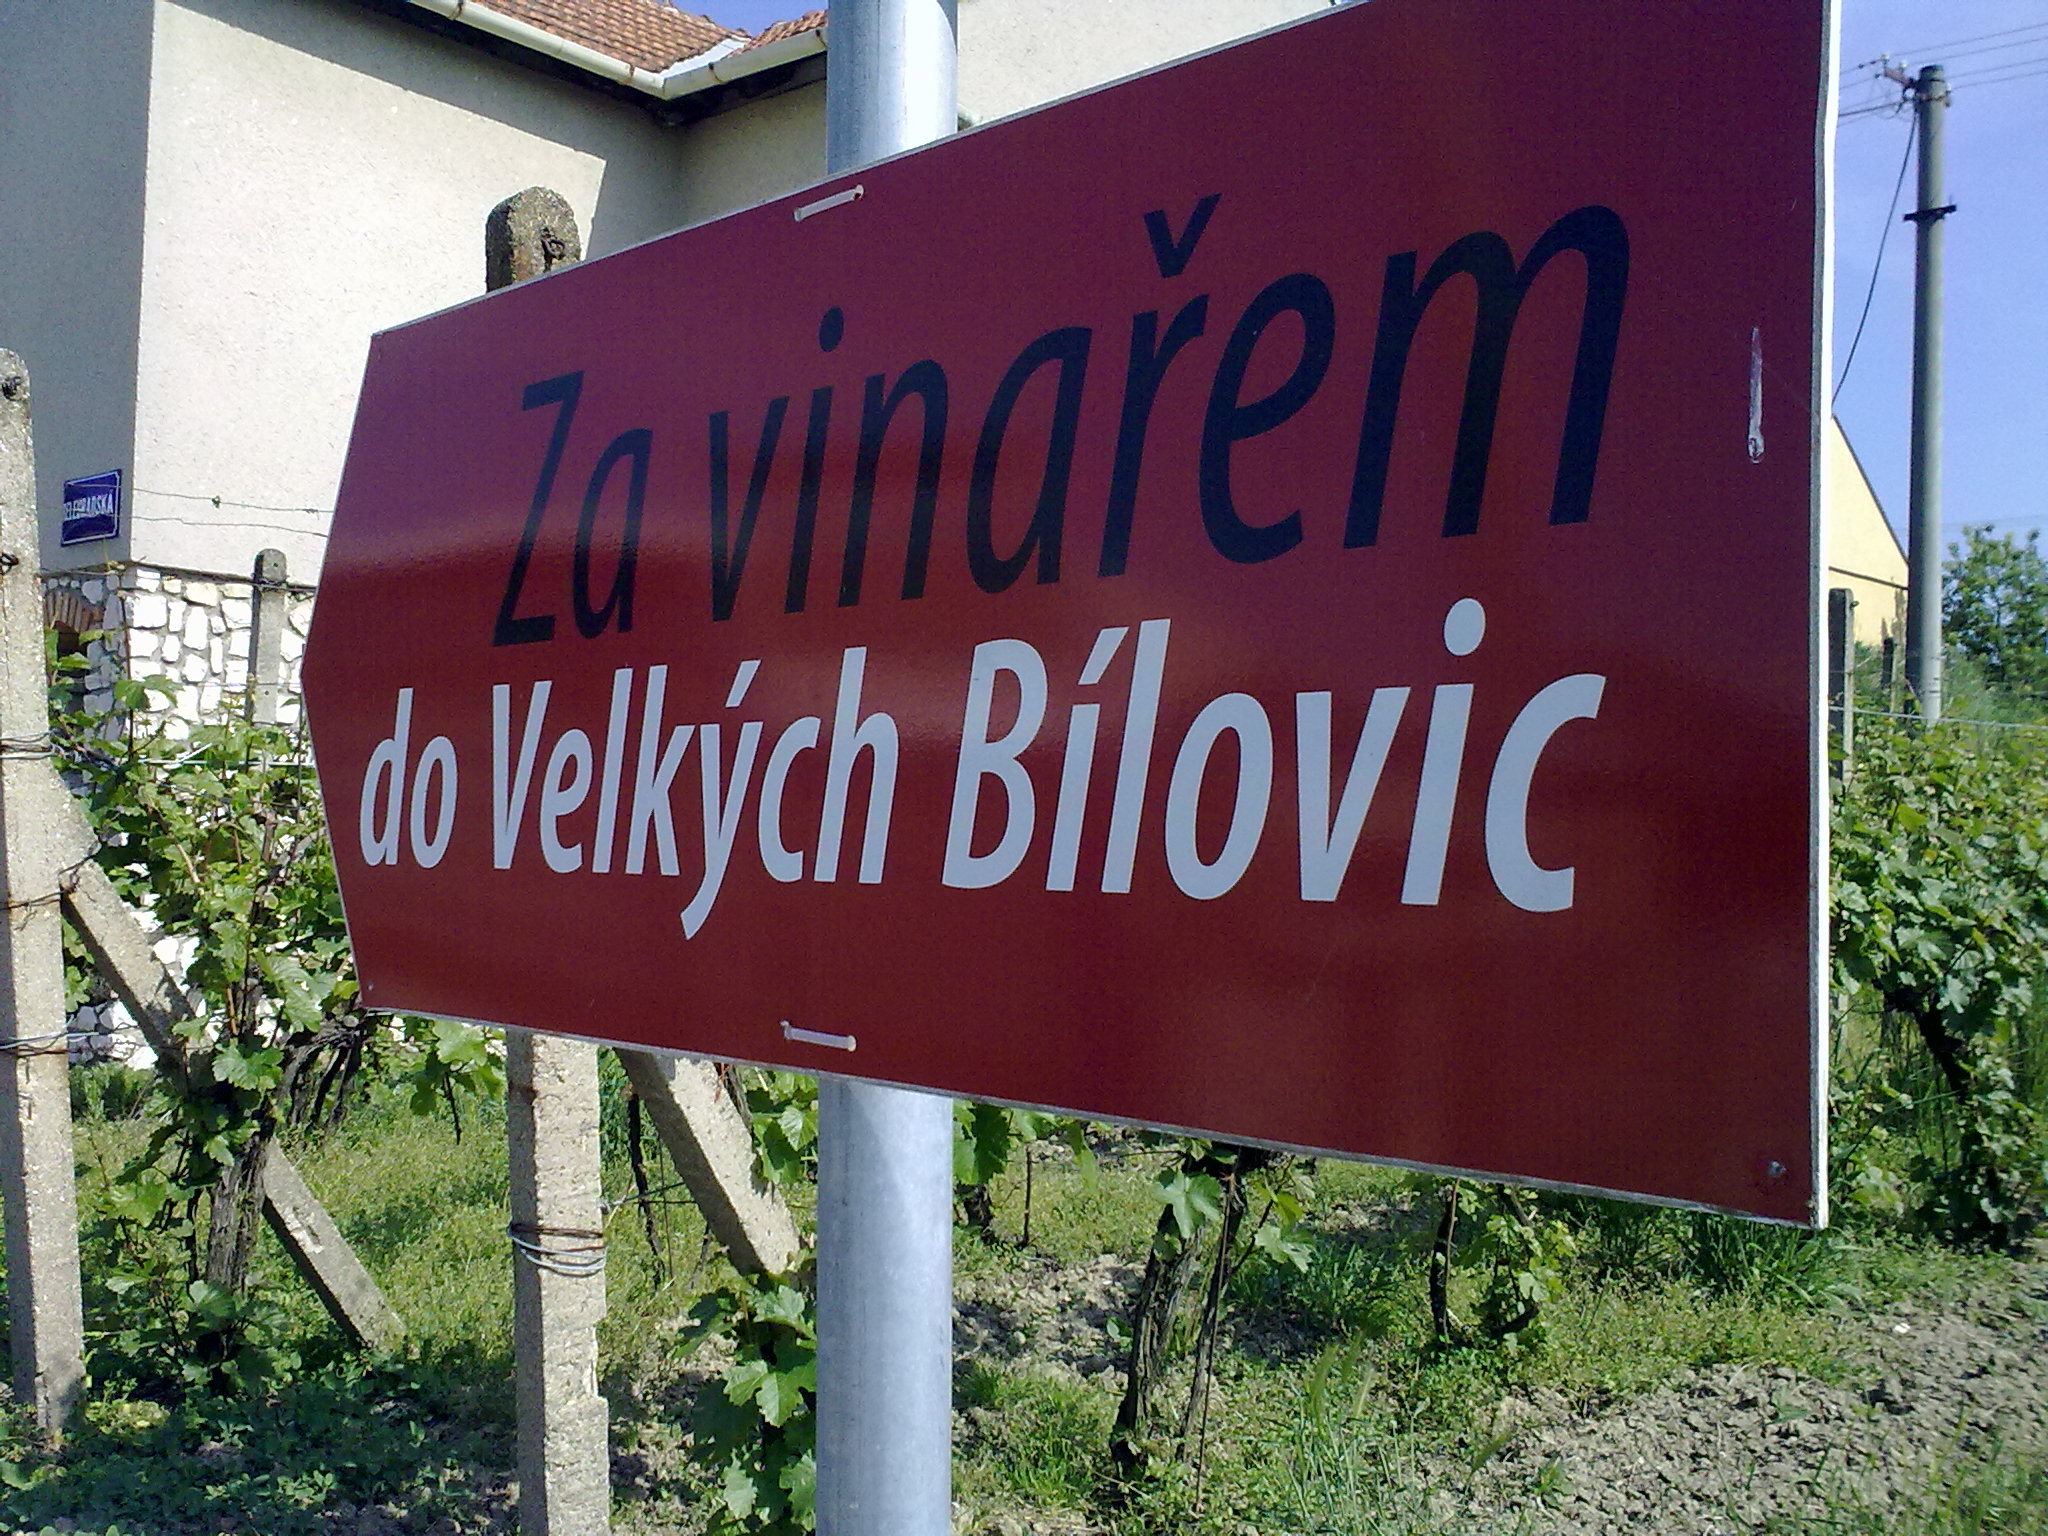 Za vinařem
do Velkých Bílovic